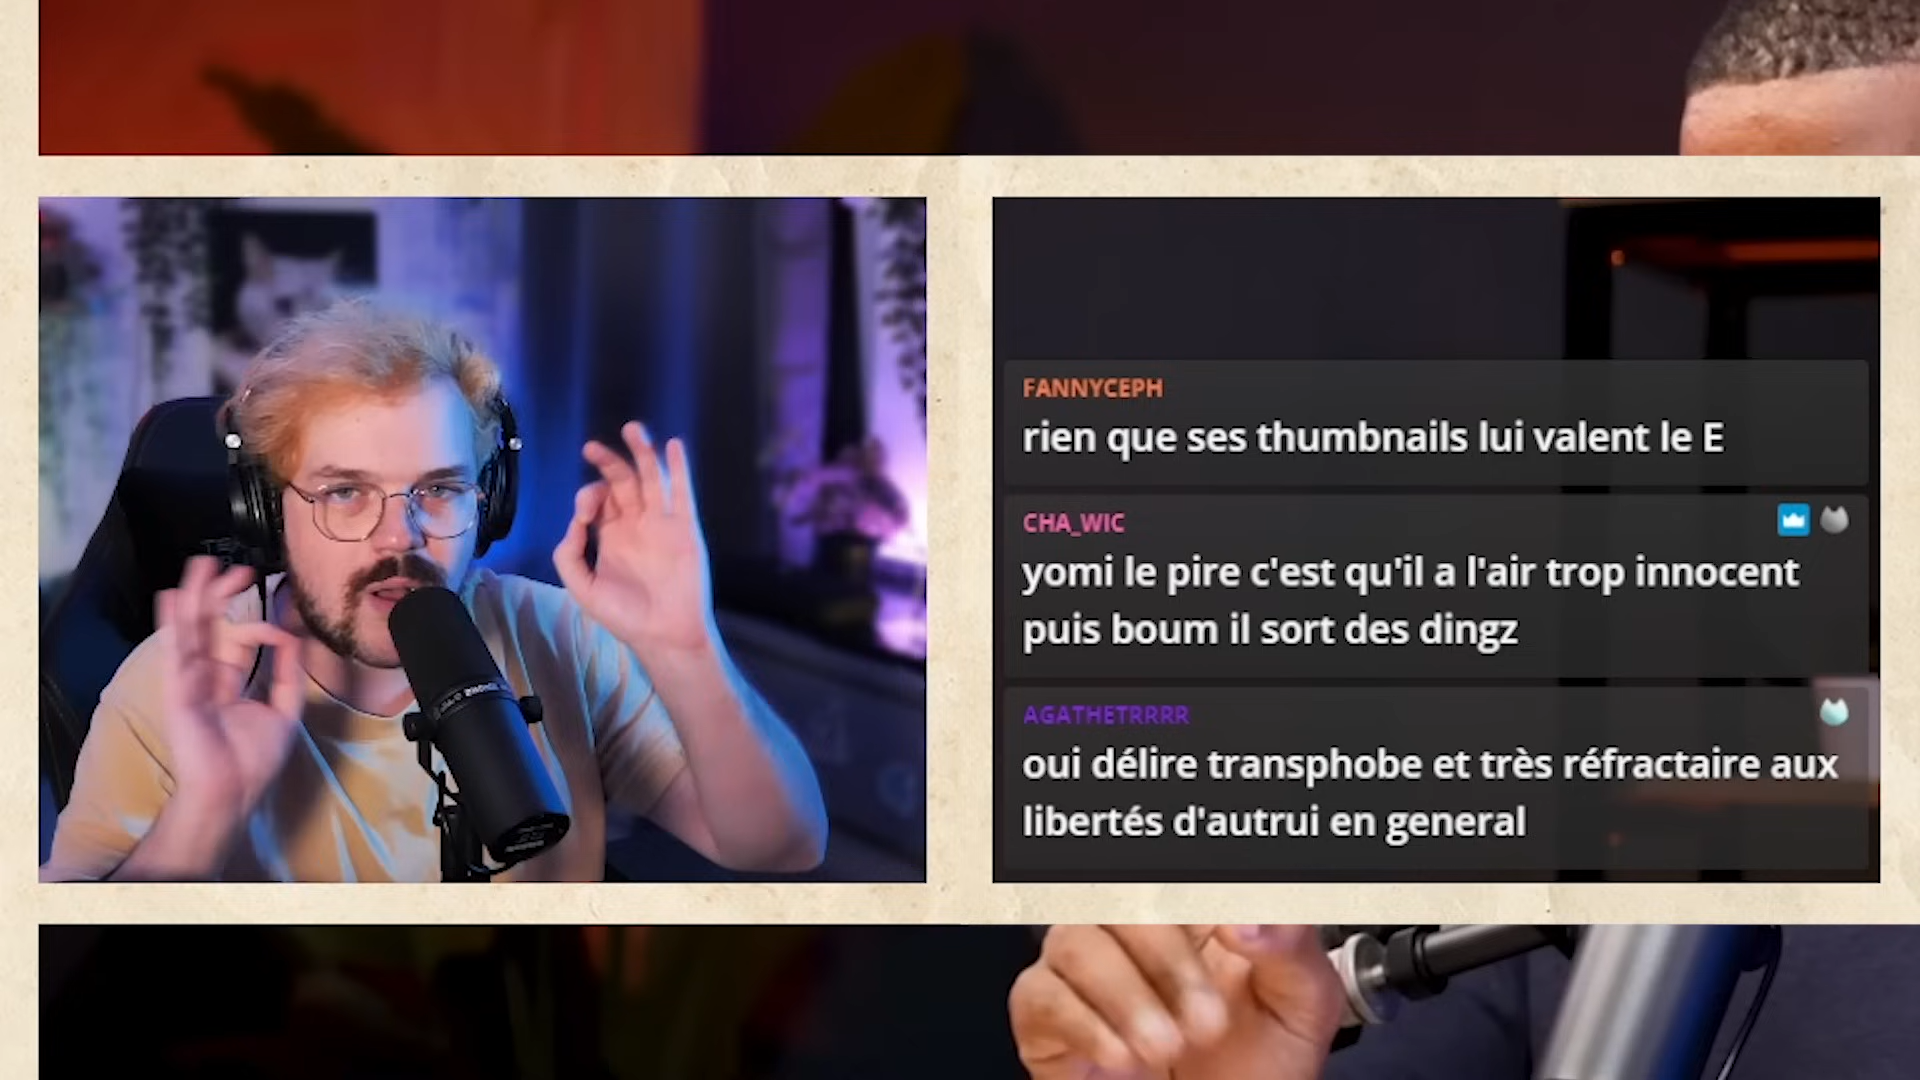 FANNYCEPH
rien que ses thumbnails lui valent le E
CHA_WIC
yomi le pire c'est qu'il a l'air trop innocent
puis boum il sort des dingz
AGATHETRRRR
oui délire transphobe et très réfractaire aux
libertés d'autrui en general